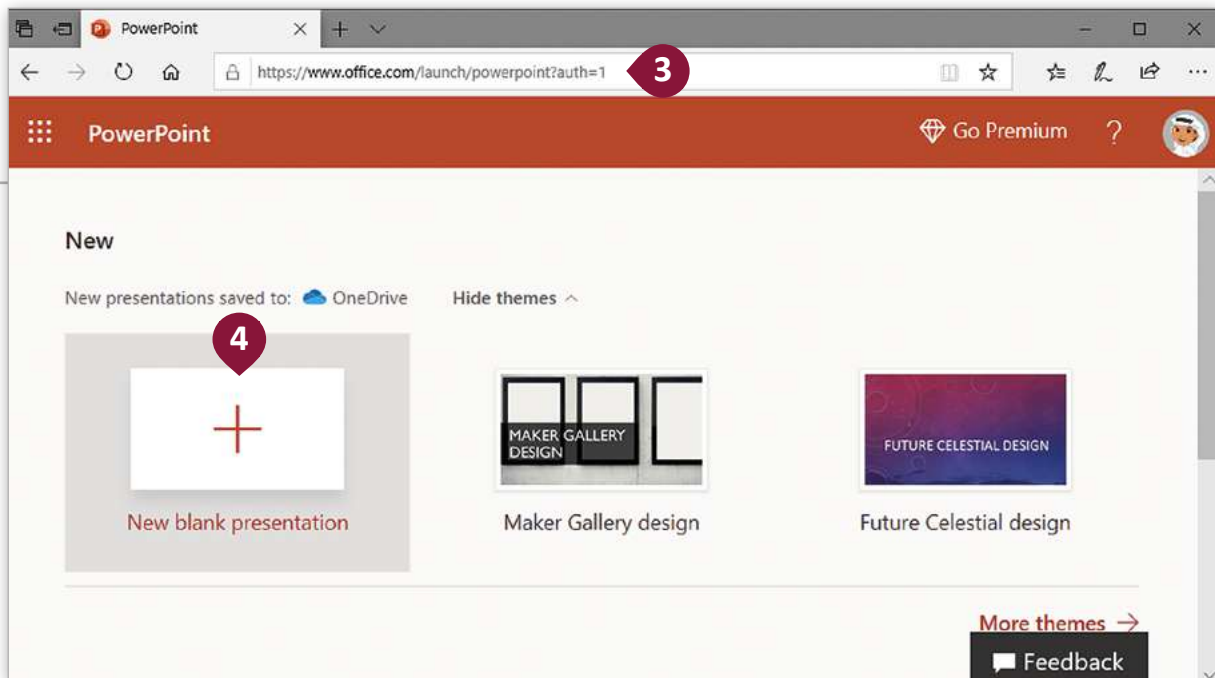 PowerPoint
https://www.office.com/launch/powerpoint?auth=1
3
PowerPoint
Go Premium ?
New
New presentations saved to: OneDrive Hide themes
4
MAKER GALLERY
DESIGN
FUTURE CELESTIAL DESIGN
New blank presentation
Maker Gallery design
Future Celestial design
More themes →
Feedback